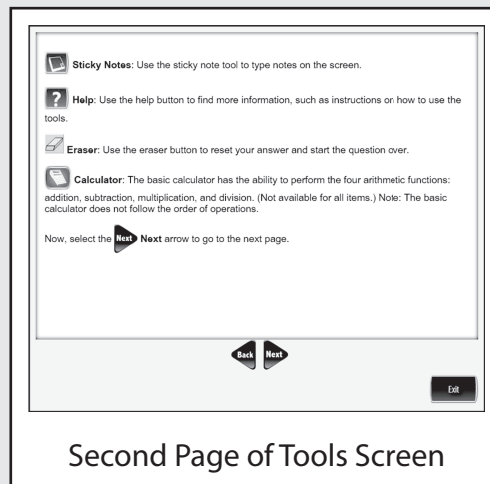 Sticky Notes: Use the sticky note tool to type notes on the screen.
? Help: Use the help button to find more information, such as instructions on how to use the
tools.
Eraser: Use the eraser button to reset your answer and start the question over.
Calculator: The basic calculator has the ability to perform the four arithmetic functions:
addition, subtraction, multiplication, and division. (Not available for all items.) Note: The basic
calculator does not follow the order of operations.
Now, select the Next Next arrow to go to the next page.
Back Next
Exit
Second Page of Tools Screen